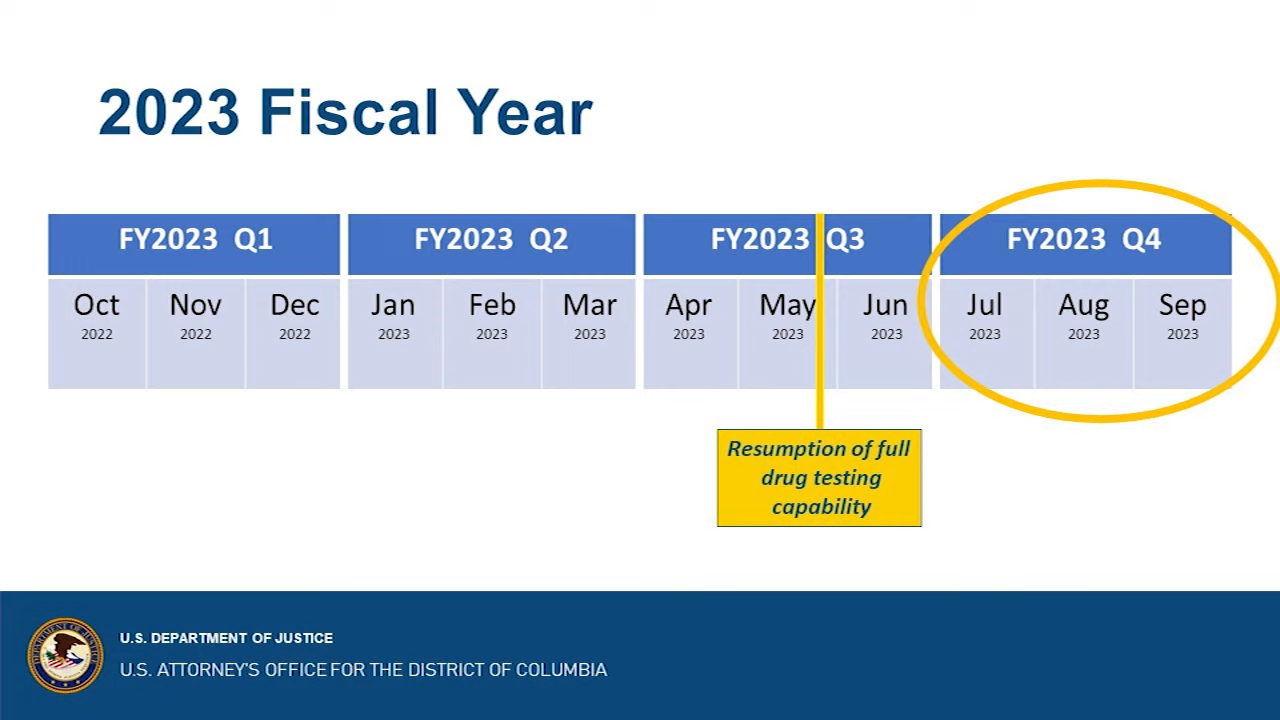 2023 Fiscal Year
FY2023 Q1 FY2023 Q2 FY2023 Q3 FY2023 Q4
Oct Nov Dec Jan Feb Mar Apr May Jun Jul Aug Sep
2022 2022 2022 2023 2023 2023 2023 2023 2023 2023 2023 2023
Resumption of full
drug testing
capability
U.S. DEPARTMENT OF JUSTICE
U.S. ATTORNEY'S OFFICE FOR THE DISTRICT OF COLUMBIA